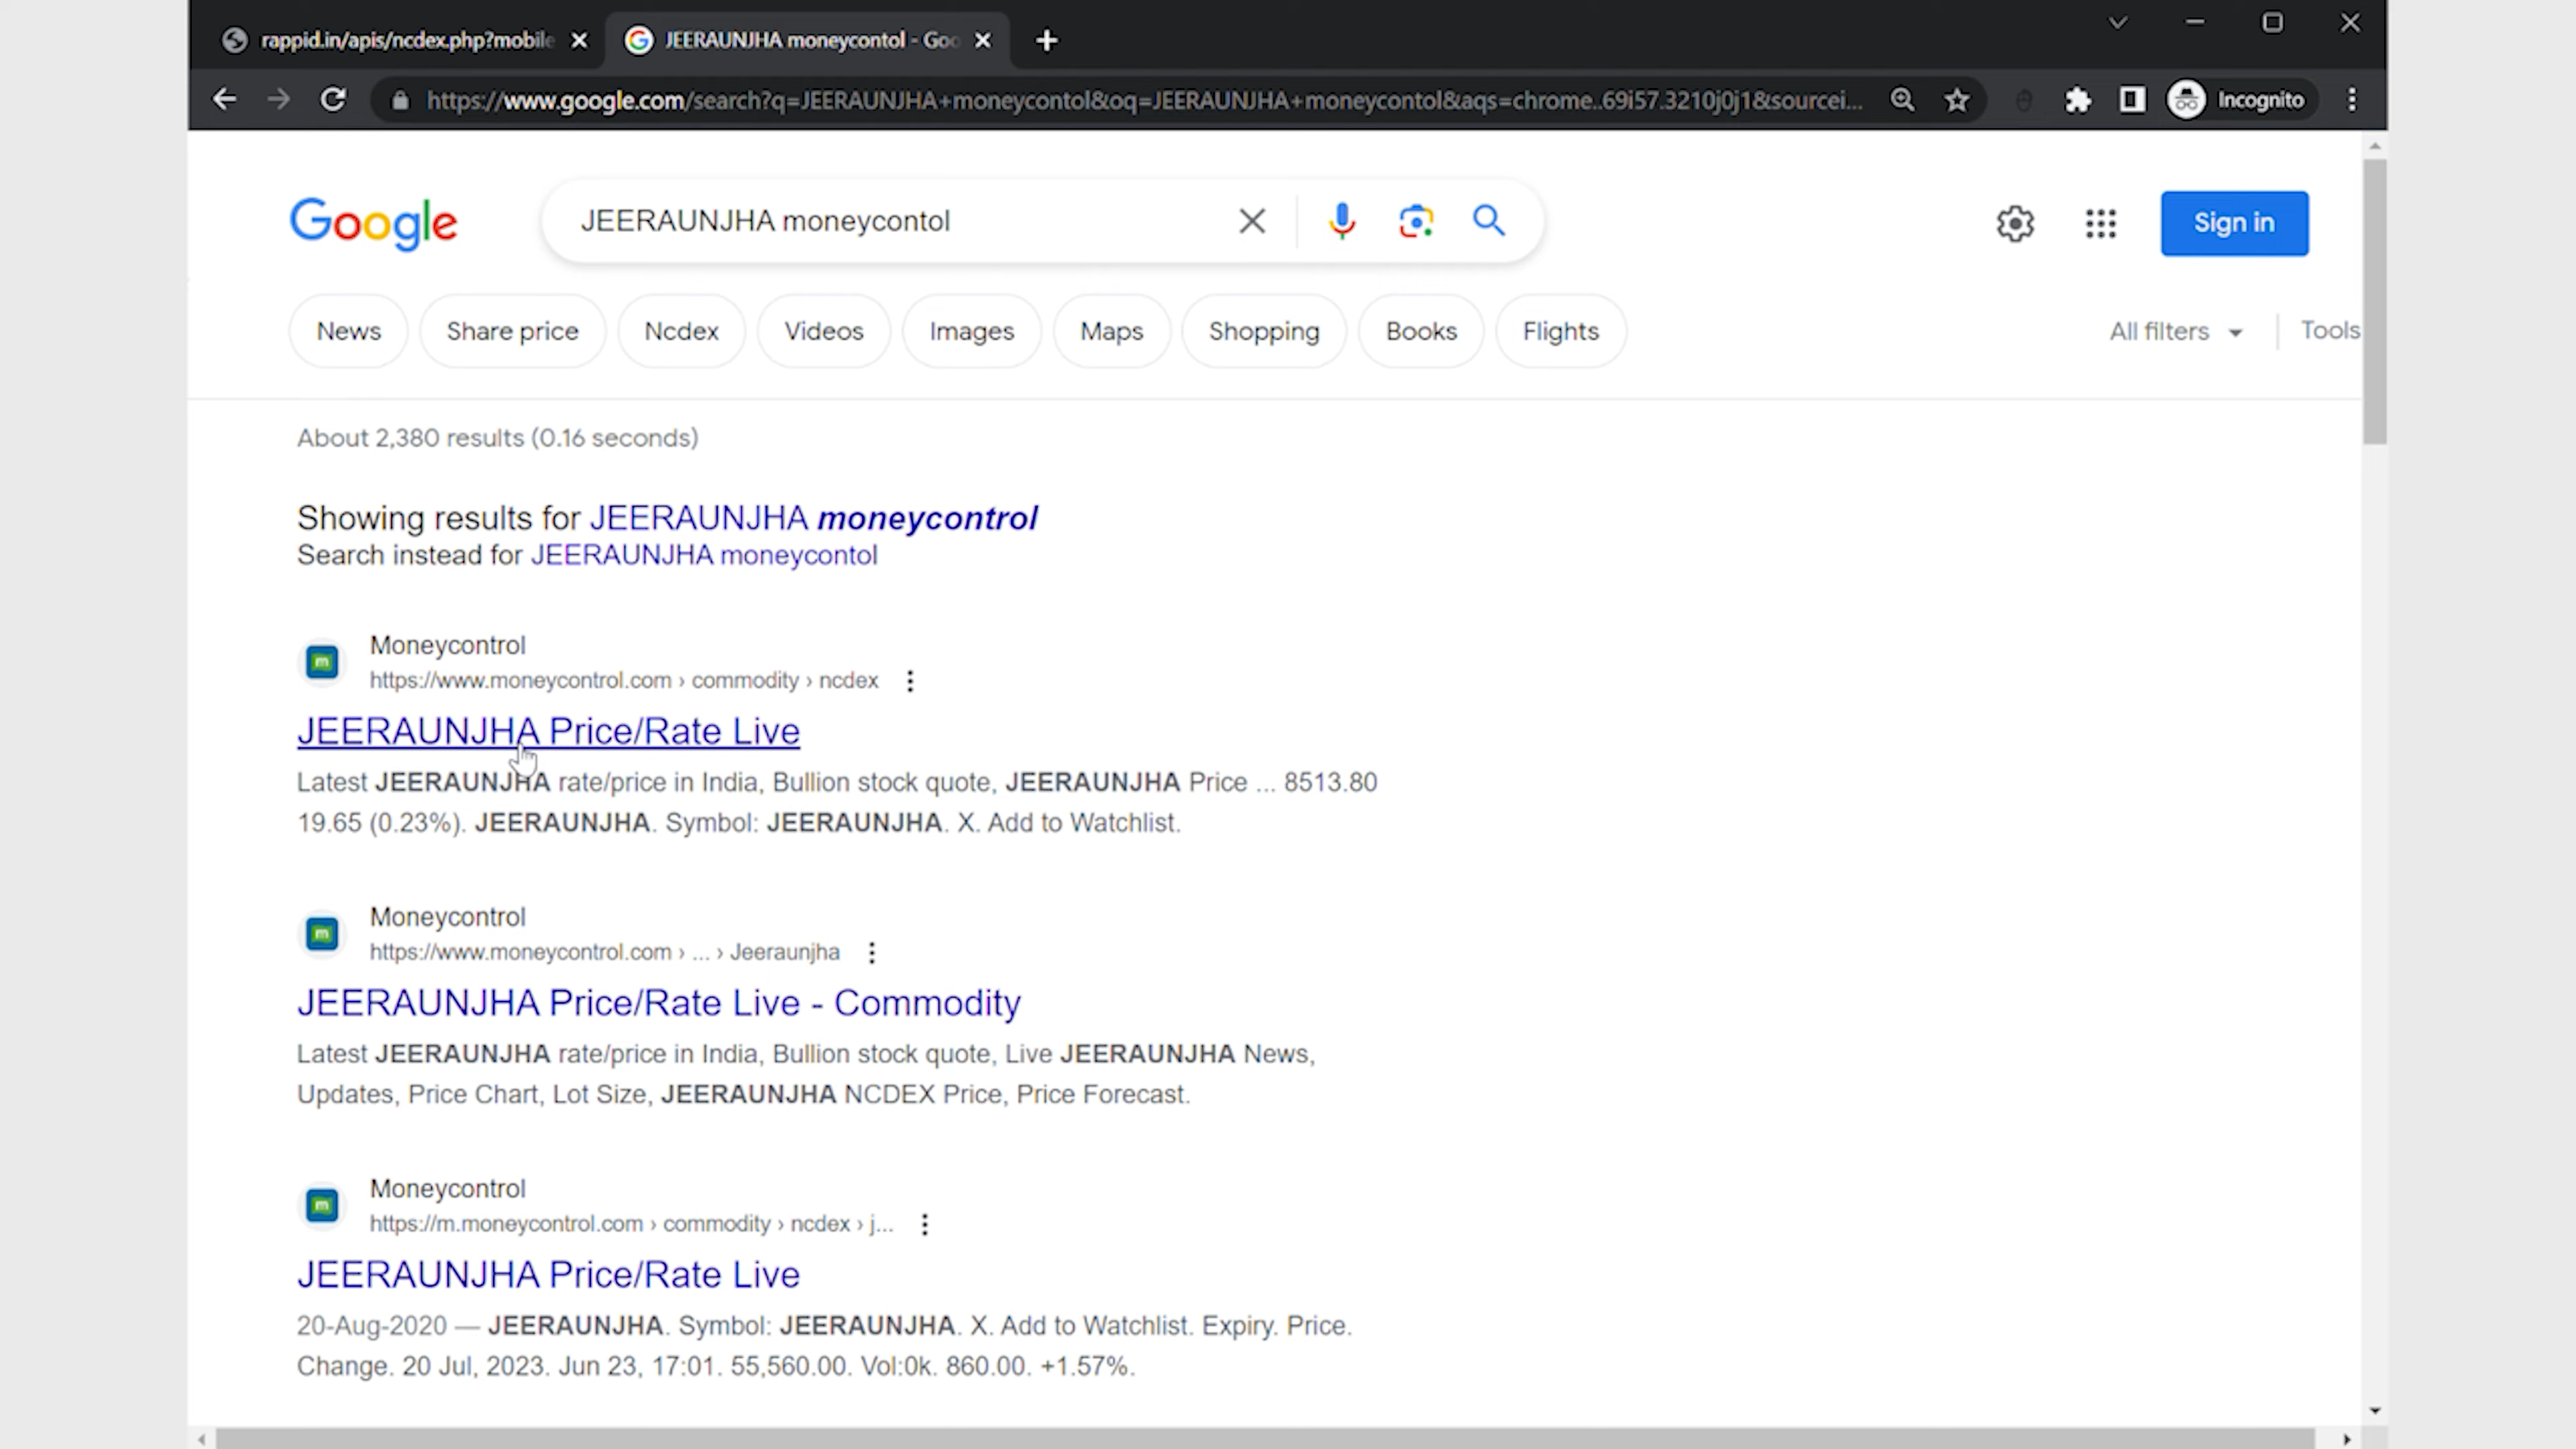 rappid.in/apis/ncdex.php?mobile
JEERAUNJHA moneycontol - Goo
https://www.google.com/search?q=JEERAUNJHA+moneycontol&oq=JEERAUNJHA+moneycontol&aqs=chrome..69i57.3210j0j1&sourcei...
Incognito
Google
JEERAUNJHA moneycontol
Sign in
News
Share price
Ncdex
Videos
Images
Maps
Shopping
Books
Flights
All filters
Tools
About 2,380 results (0.16 seconds)
Showing results for JEERAUNJHA moneycontrol
Search instead for JEERAUNJHA moneycontol
Moneycontrol
https://www.moneycontrol.com › commodity › ncdex
JEERAUNJHA Price/Rate Live
Latest JEERAUNJHA rate/price in India, Bullion stock quote, JEERAUNJHA Price ... 8513.80
19.65 (0.23%). JEERAUNJHA. Symbol: JEERAUNJHA. X. Add to Watchlist.
Moneycontrol
https://www.moneycontrol.com › ... › Jeeraunjha
JEERAUNJHA Price/Rate Live - Commodity
Latest JEERAUNJHA rate/price in India, Bullion stock quote, Live JEERAUNJHA News,
Updates, Price Chart, Lot Size, JEERAUNJHA NCDEX Price, Price Forecast.
Moneycontrol
https://m.moneycontrol.com › commodity › ncdex › j...
JEERAUNJHA Price/Rate Live
20-Aug-2020 — JEERAUNJHA. Symbol: JEERAUNJHA. X. Add to Watchlist. Expiry. Price.
Change. 20 Jul, 2023. Jun 23, 17:01. 55,560.00. Vol:0k. 860.00. +1.57%.